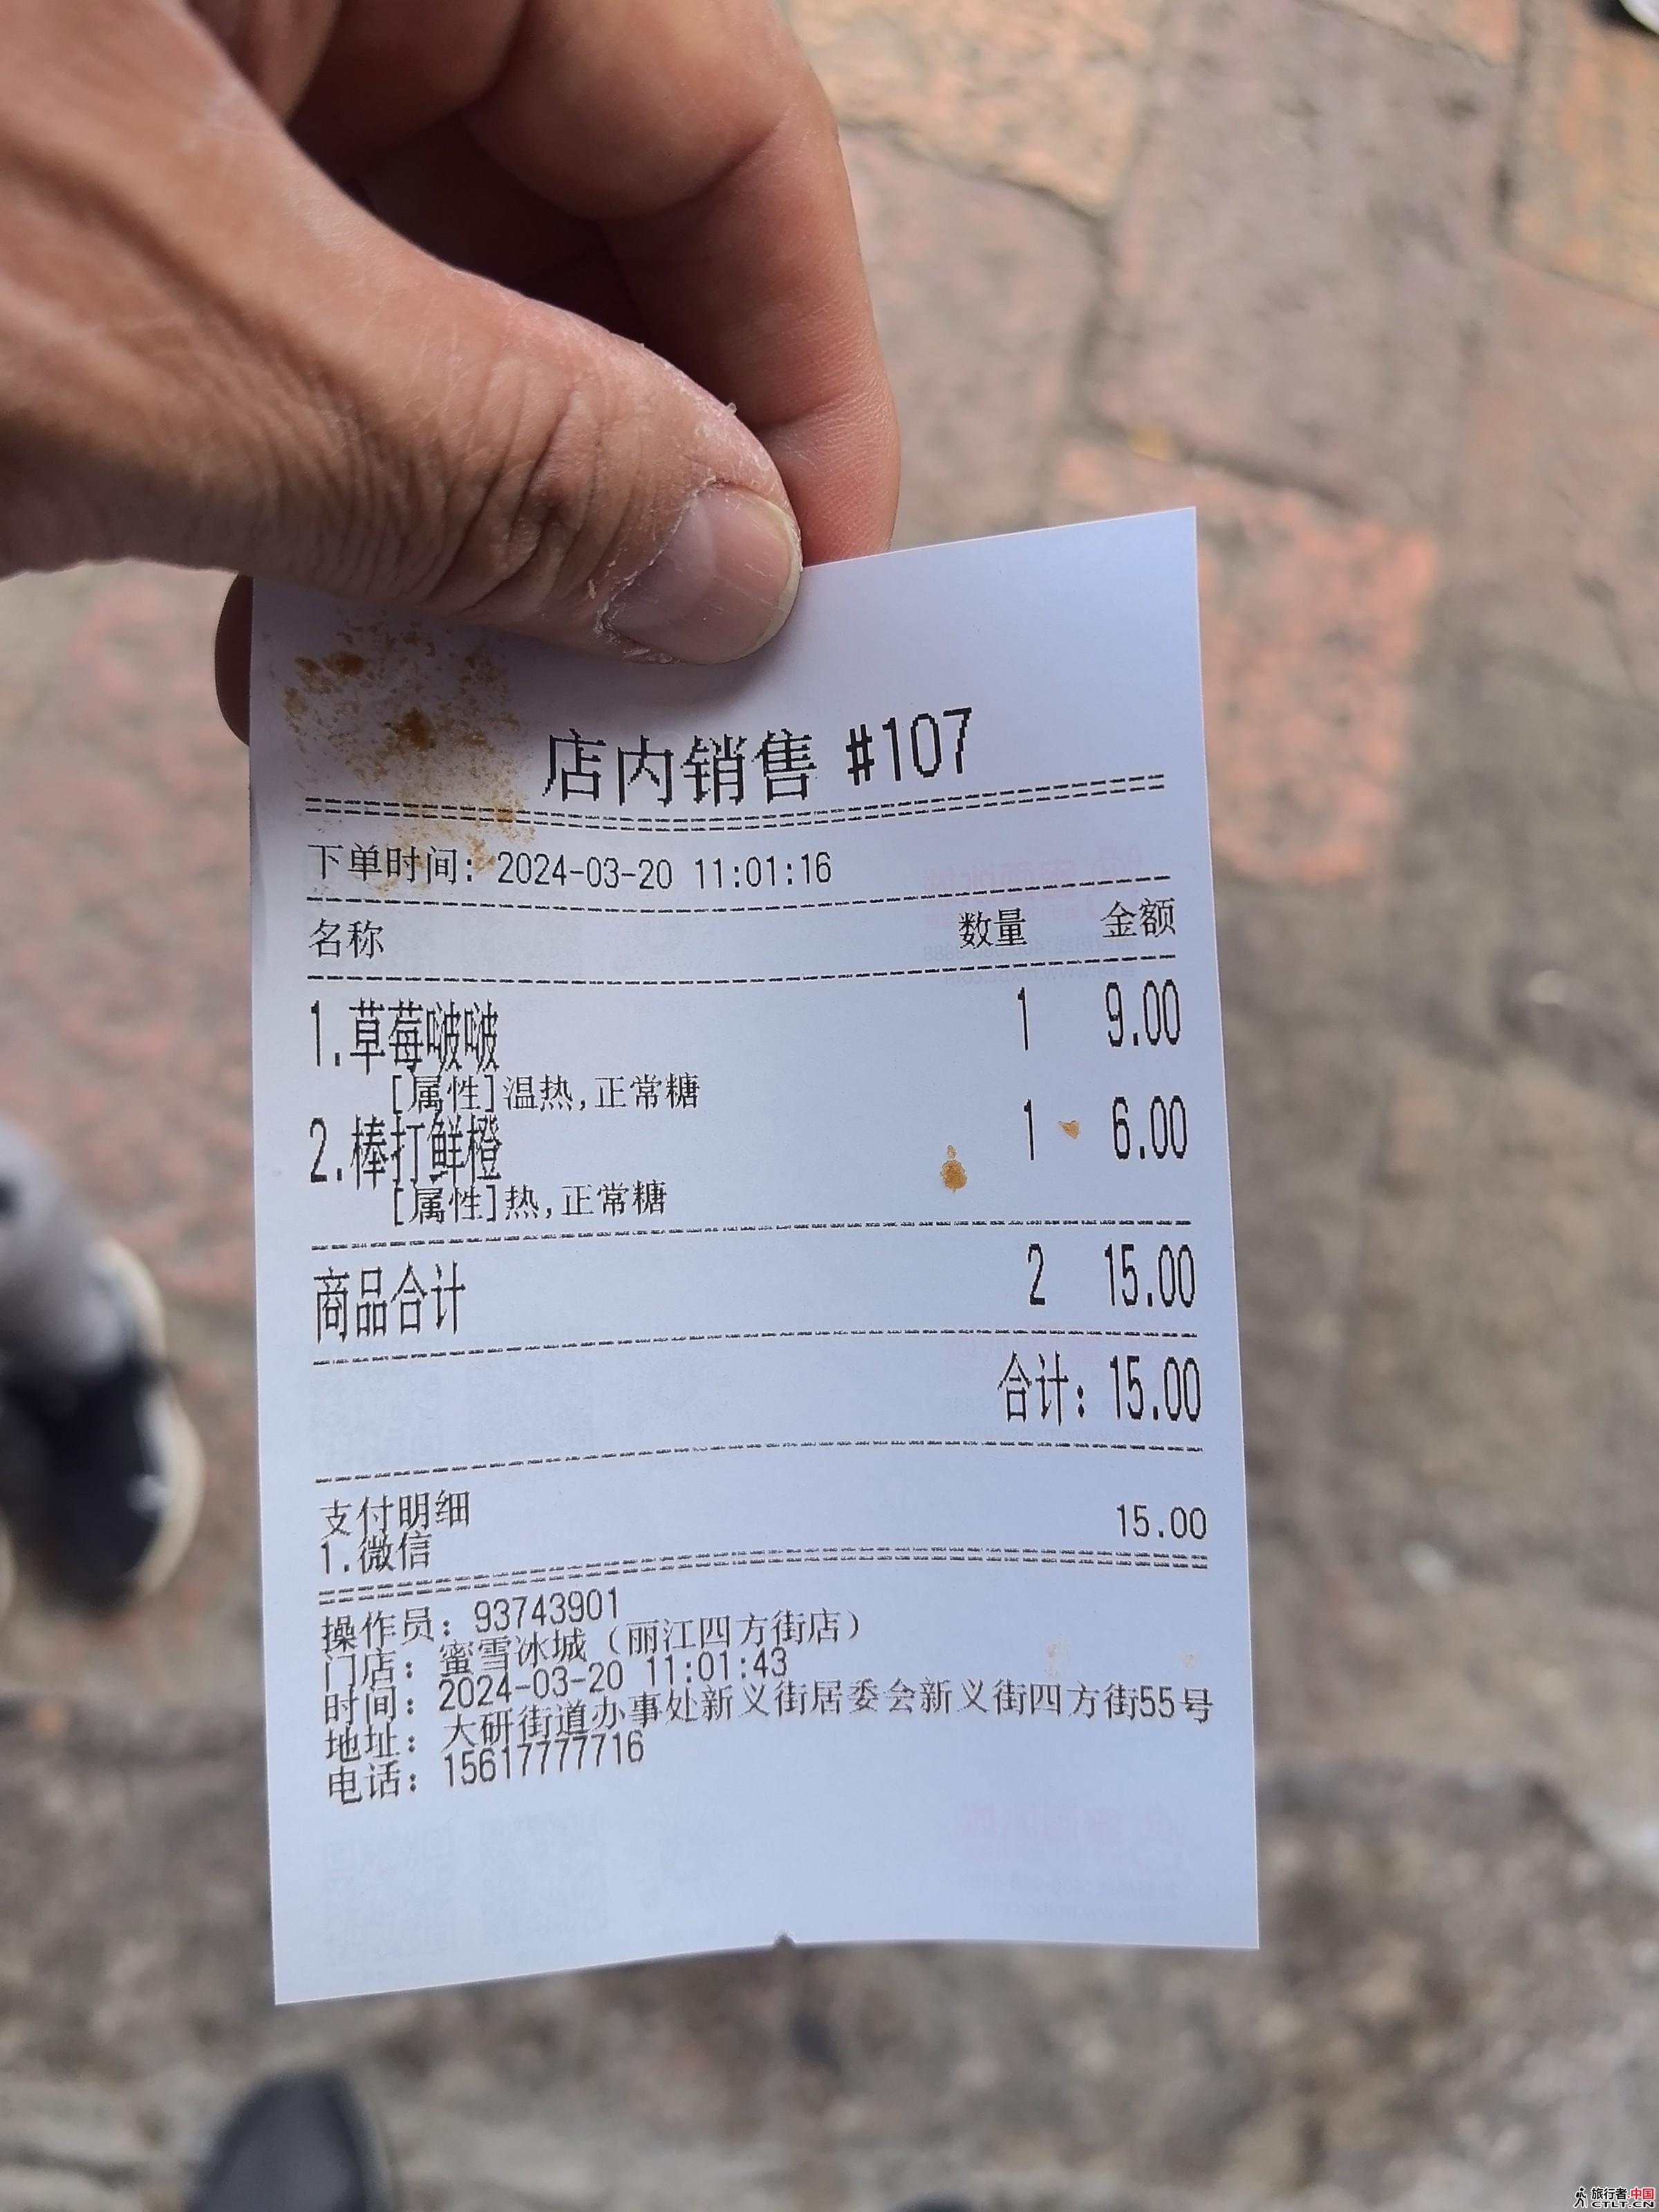 店内销售 #107
下单时间: 2024-03-20 11:01:16
名称 数量 金额
1.草莓啵啵 1 9.00
[属性]温热,正常糖
2.棒打鲜橙 1 6.00
[属性]热,正常糖
商品合计 2 15.00
合计: 15.00
支付明细
1.微信 15.00
操作员: 93743901
门店: 蜜雪冰城（丽江四方街店）
时间: 2024-03-20 11:01:43
地址: 大研街道办事处新义街居委会新义街四方街55号
电话: 15617777716
旅行者.中国
CTLT.CN